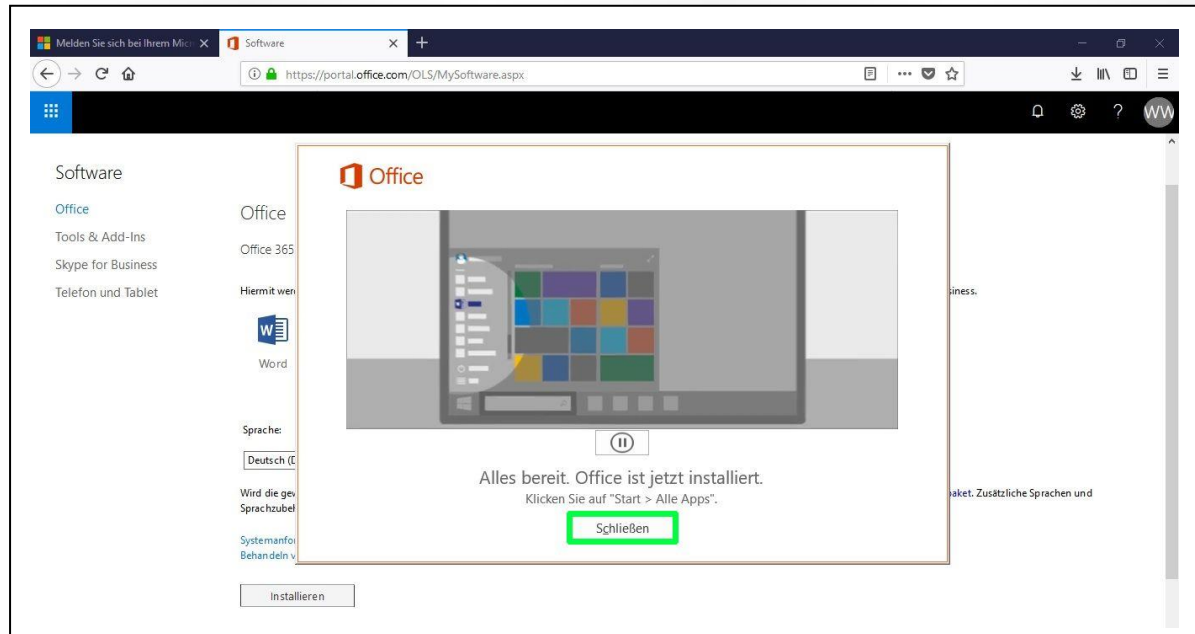 Melden Sie sich bei Ihrem Micr
Software
https://portal.office.com/OLS/MySoftware.aspx
WW
Software
Office
Tools & Add-Ins
Skype for Business
Telefon und Tablet
Office
Office 365
Hiermit wer
siness.
Word
Sprache:
Deutsch (D
Wird die gew
paket. Zusätzliche Sprachen und
Sprachzubeh
Systemanfor
Behandeln v
Installieren
Office
Alles bereit. Office ist jetzt installiert.
Klicken Sie auf "Start > Alle Apps".
Schließen